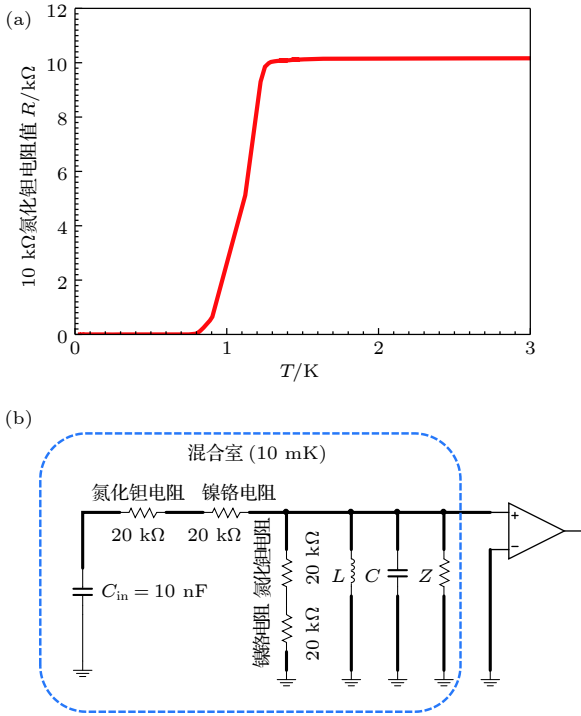 (a)
12
10
8
6
4
2
0
10 kΩ氮化钽电阻值 R/kΩ
0
1
2
3
T/K
(b)
混合室 (10 mK)
氮化钽电阻
镍铬电阻
20 kΩ
20 kΩ
+
−
C_in = 10 nF
氮化钽电阻
20 kΩ
镍铬电阻
20 kΩ
L
C
Z